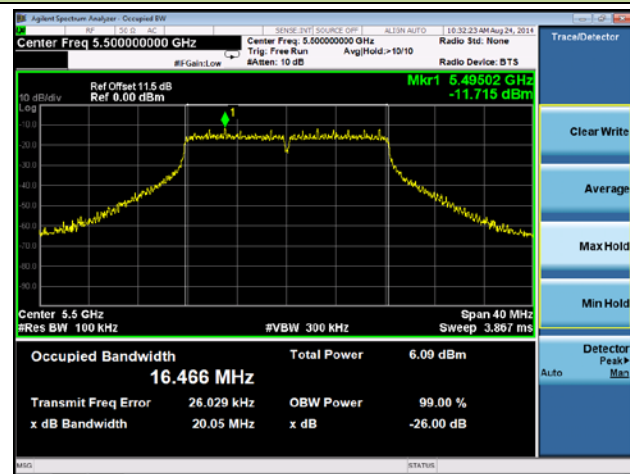 Agilent Spectrum Analyzer - Occupied BW
RF 50 Ω AC SENSE:INT SOURCE OFF ALIGN AUTO 10:32:23 AM Aug 24, 2014
Center Freq 5.500000000 GHz Center Freq: 5.500000000 GHz Radio Std: None
Trig: Free Run Avg|Hold:>10/10
#IFGain:Low #Atten: 10 dB Radio Device: BTS
Trace/Detector
Ref Offset 11.5 dB Mkr1 5.49502 GHz
10 dB/div Ref 0.00 dBm -11.715 dBm
Log
1
-10.0
-20.0
-30.0
-40.0
-50.0
-60.0
-70.0
-80.0
-90.0
Center 5.5 GHz Span 40 MHz
#Res BW 100 kHz #VBW 300 kHz Sweep 3.867 ms
Occupied Bandwidth Total Power 6.09 dBm
16.466 MHz
Transmit Freq Error 26.029 kHz OBW Power 99.00 %
x dB Bandwidth 20.05 MHz x dB -26.00 dB
Clear Write
Average
Max Hold
Min Hold
Detector
Peak▶
Auto Man
MSG STATUS